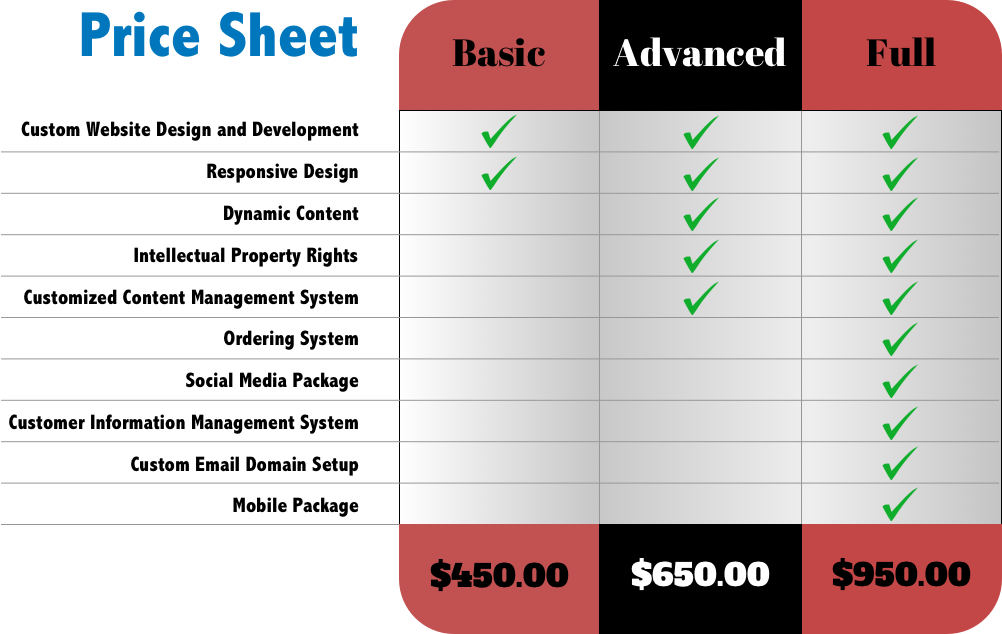 Price Sheet
Basic Advanced Full
Custom Website Design and Development
Responsive Design
Dynamic Content
Intellectual Property Rights
Customized Content Management System
Ordering System
Social Media Package
Customer Information Management System
Custom Email Domain Setup
Mobile Package
$450.00 $650.00 $950.00